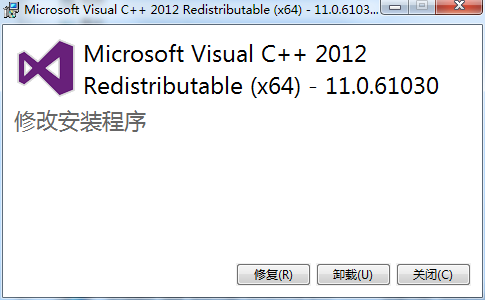 Microsoft Visual C++ 2012 Redistributable (x64) - 11.0.6103...
Microsoft Visual C++ 2012
Redistributable (x64) - 11.0.61030
修改安装程序
修复(R) 卸载(U) 关闭(C)